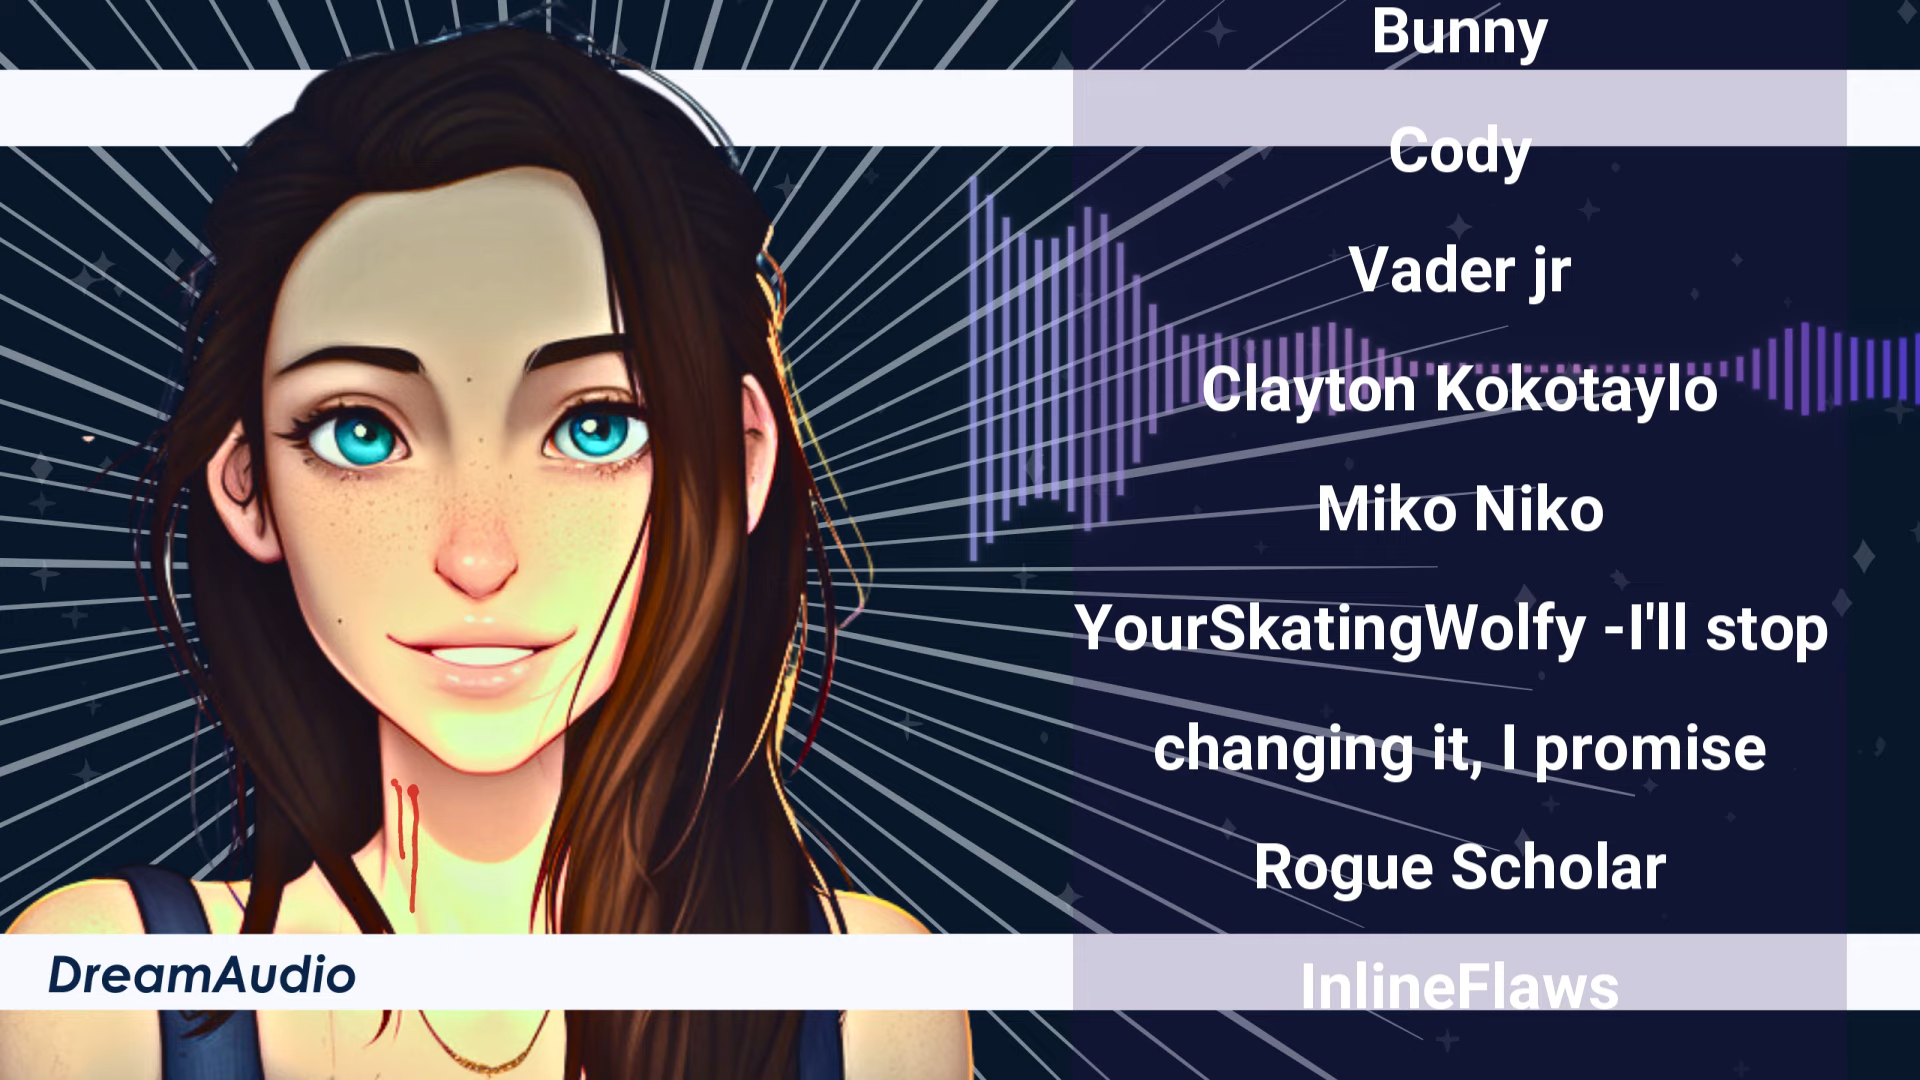 Bunny
Cody
Vader jr
Clayton Kokotaylo
Miko Niko
YourSkatingWolfy -I'll stop
changing it, I promise
Rogue Scholar
InlineFlaws
DreamAudio